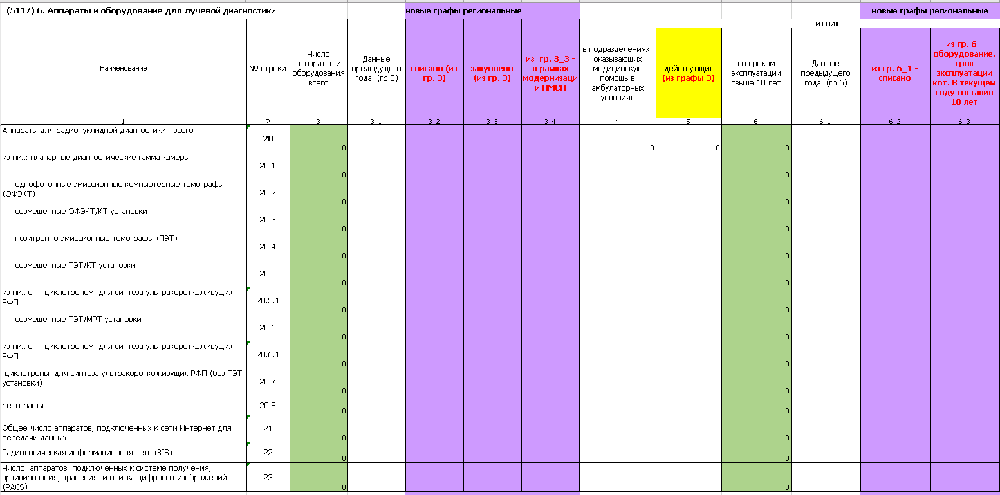 (5117) 6. Аппараты и оборудование для лучевой диагностики
новые графы региональные
новые графы региональные
Наименование
№ строки
Число
аппаратов и
оборудования
всего
Данные
предыдущего
года (гр.3)
списано (из
гр. 3)
закуплено
(из гр. 3)
из гр. 3_3 -
в рамках
модернизаци
и ПМСП
из них:
в подразделениях,
оказывающих
медицинскую
помощь в
амбулаторных
условиях
действующих
(из графы 3)
со сроком
эксплуатации
свыше 10 лет
Данные
предыдущего
года (гр.6)
из гр. 6_1 -
списано
из гр. 6 -
оборудование,
срок
эксплуатации
кот. В текущем
году составил
10 лет
1 2 3 3_1 3_2 3_3 3_4 4 5 6 6_1 6_2 6_3
Аппараты для радионуклидной диагностики - всего
20
0 0 0 0
из них: планарные диагностические гамма-камеры
20.1
0 0
однофотонные эмиссионные компьютерные томографы
(ОФЭКТ)
20.2
0 0
совмещенные ОФЭКТ/КТ установки
20.3
0 0
позитронно-эмиссионные томографы (ПЭТ)
20.4
0 0
совмещенные ПЭТ/КТ установки
20.5
0 0
из них с циклотроном для синтеза ультракороткоживущих
РФП
20.5.1
0 0
совмещенные ПЭТ/МРТ установки
20.6
0 0
из них с циклотроном для синтеза ультракороткоживущих
РФП
20.6.1
0 0
циклотроны для синтеза ультракороткоживущих РФП (без ПЭТ
установки)
20.7
0 0
ренографы
20.8
0 0
Общее число аппаратов, подключенных к сети Интернет для
передачи данных
21
0 0
Радиологическая информационная сеть (RIS)
22
0 0
Число аппаратов подключенных к системе получения,
архивирования, хранения и поиска цифровых изображений
(PACS)
23
0 0